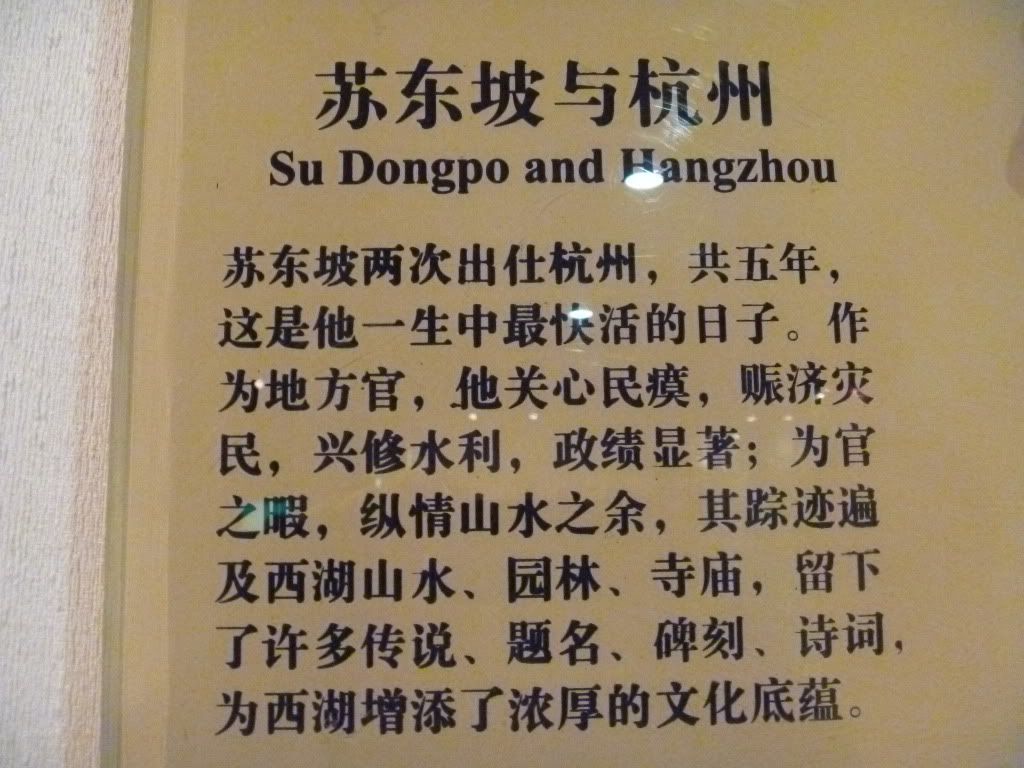 苏东坡与杭州
Su Dongpo and Hangzhou
苏东坡两次出仕杭州，共五年，
这是他一生中最快活的日子。作
为地方官，他关心民瘼，赈济灾
民，兴修水利，政绩显著；为官
之暇，纵情山水之余，其踪迹遍
及西湖山水、园林、寺庙，留下
了许多传说、题名、碑刻、诗词，
为西湖增添了浓厚的文化底蕴。